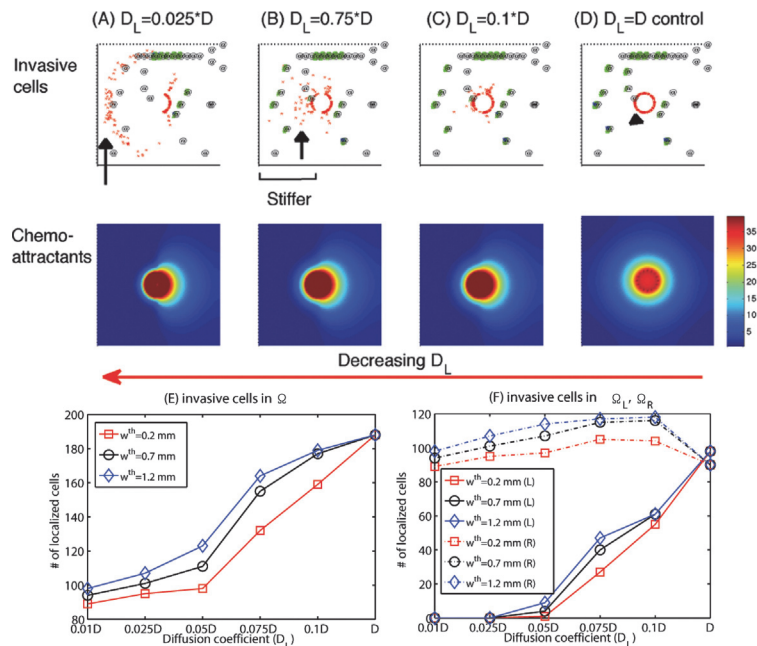 (A) D_L=0.025*D (B) D_L=0.75*D (C) D_L=0.1*D (D) D_L=D control
Invasive
cells
Stiffer
Chemo-
attractants
35
30
25
20
15
10
5
Decreasing D_L
(E) invasive cells in Ω
200
180
160
140
120
100
80
# of localized cells
w^th=0.2 mm
w^th=0.7 mm
w^th=1.2 mm
0.01D 0.025D 0.05D 0.075D 0.1D D
Diffusion coefficient (D_L)
(F) invasive cells in Ω_L, Ω_R
120
100
80
60
40
20
0
# of localized cells
w^th=0.2 mm (L)
w^th=0.7 mm (L)
w^th=1.2 mm (L)
w^th=0.2 mm (R)
w^th=0.7 mm (R)
w^th=1.2 mm (R)
0.01D 0.025D 0.05D 0.075D 0.1D D
Diffusion coefficient (D_L)